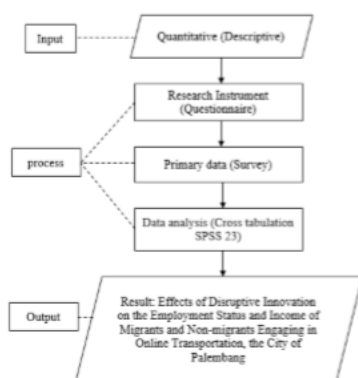 Input
Quantitative (Descriptive)
Research Instrument
(Questionnaire)
process
Primary data (Survey)
Data analysis (Cross tabulation
SPSS 23)
Output
Result: Effects of Disruptive Innovation
on the Employment Status and Income of
Migrants and Non-migrants Engaging in
Online Transportation, the City of
Palembang